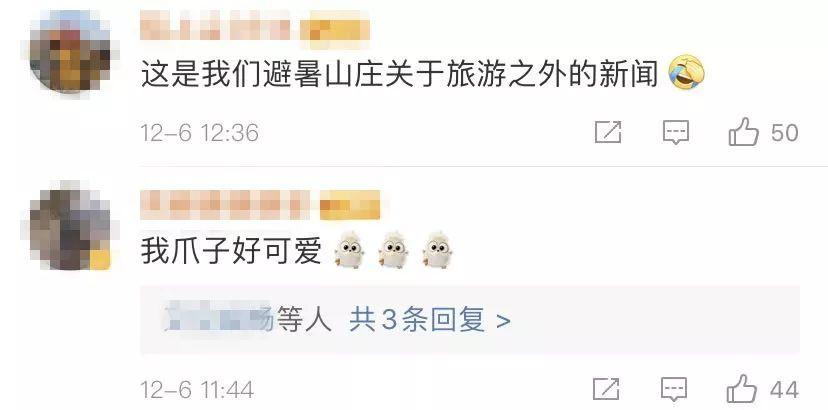 这是我们避暑山庄关于旅游之外的新闻
12-6 12:36
50
我爪子好可爱
等人 共3条回复 >
12-6 11:44
44